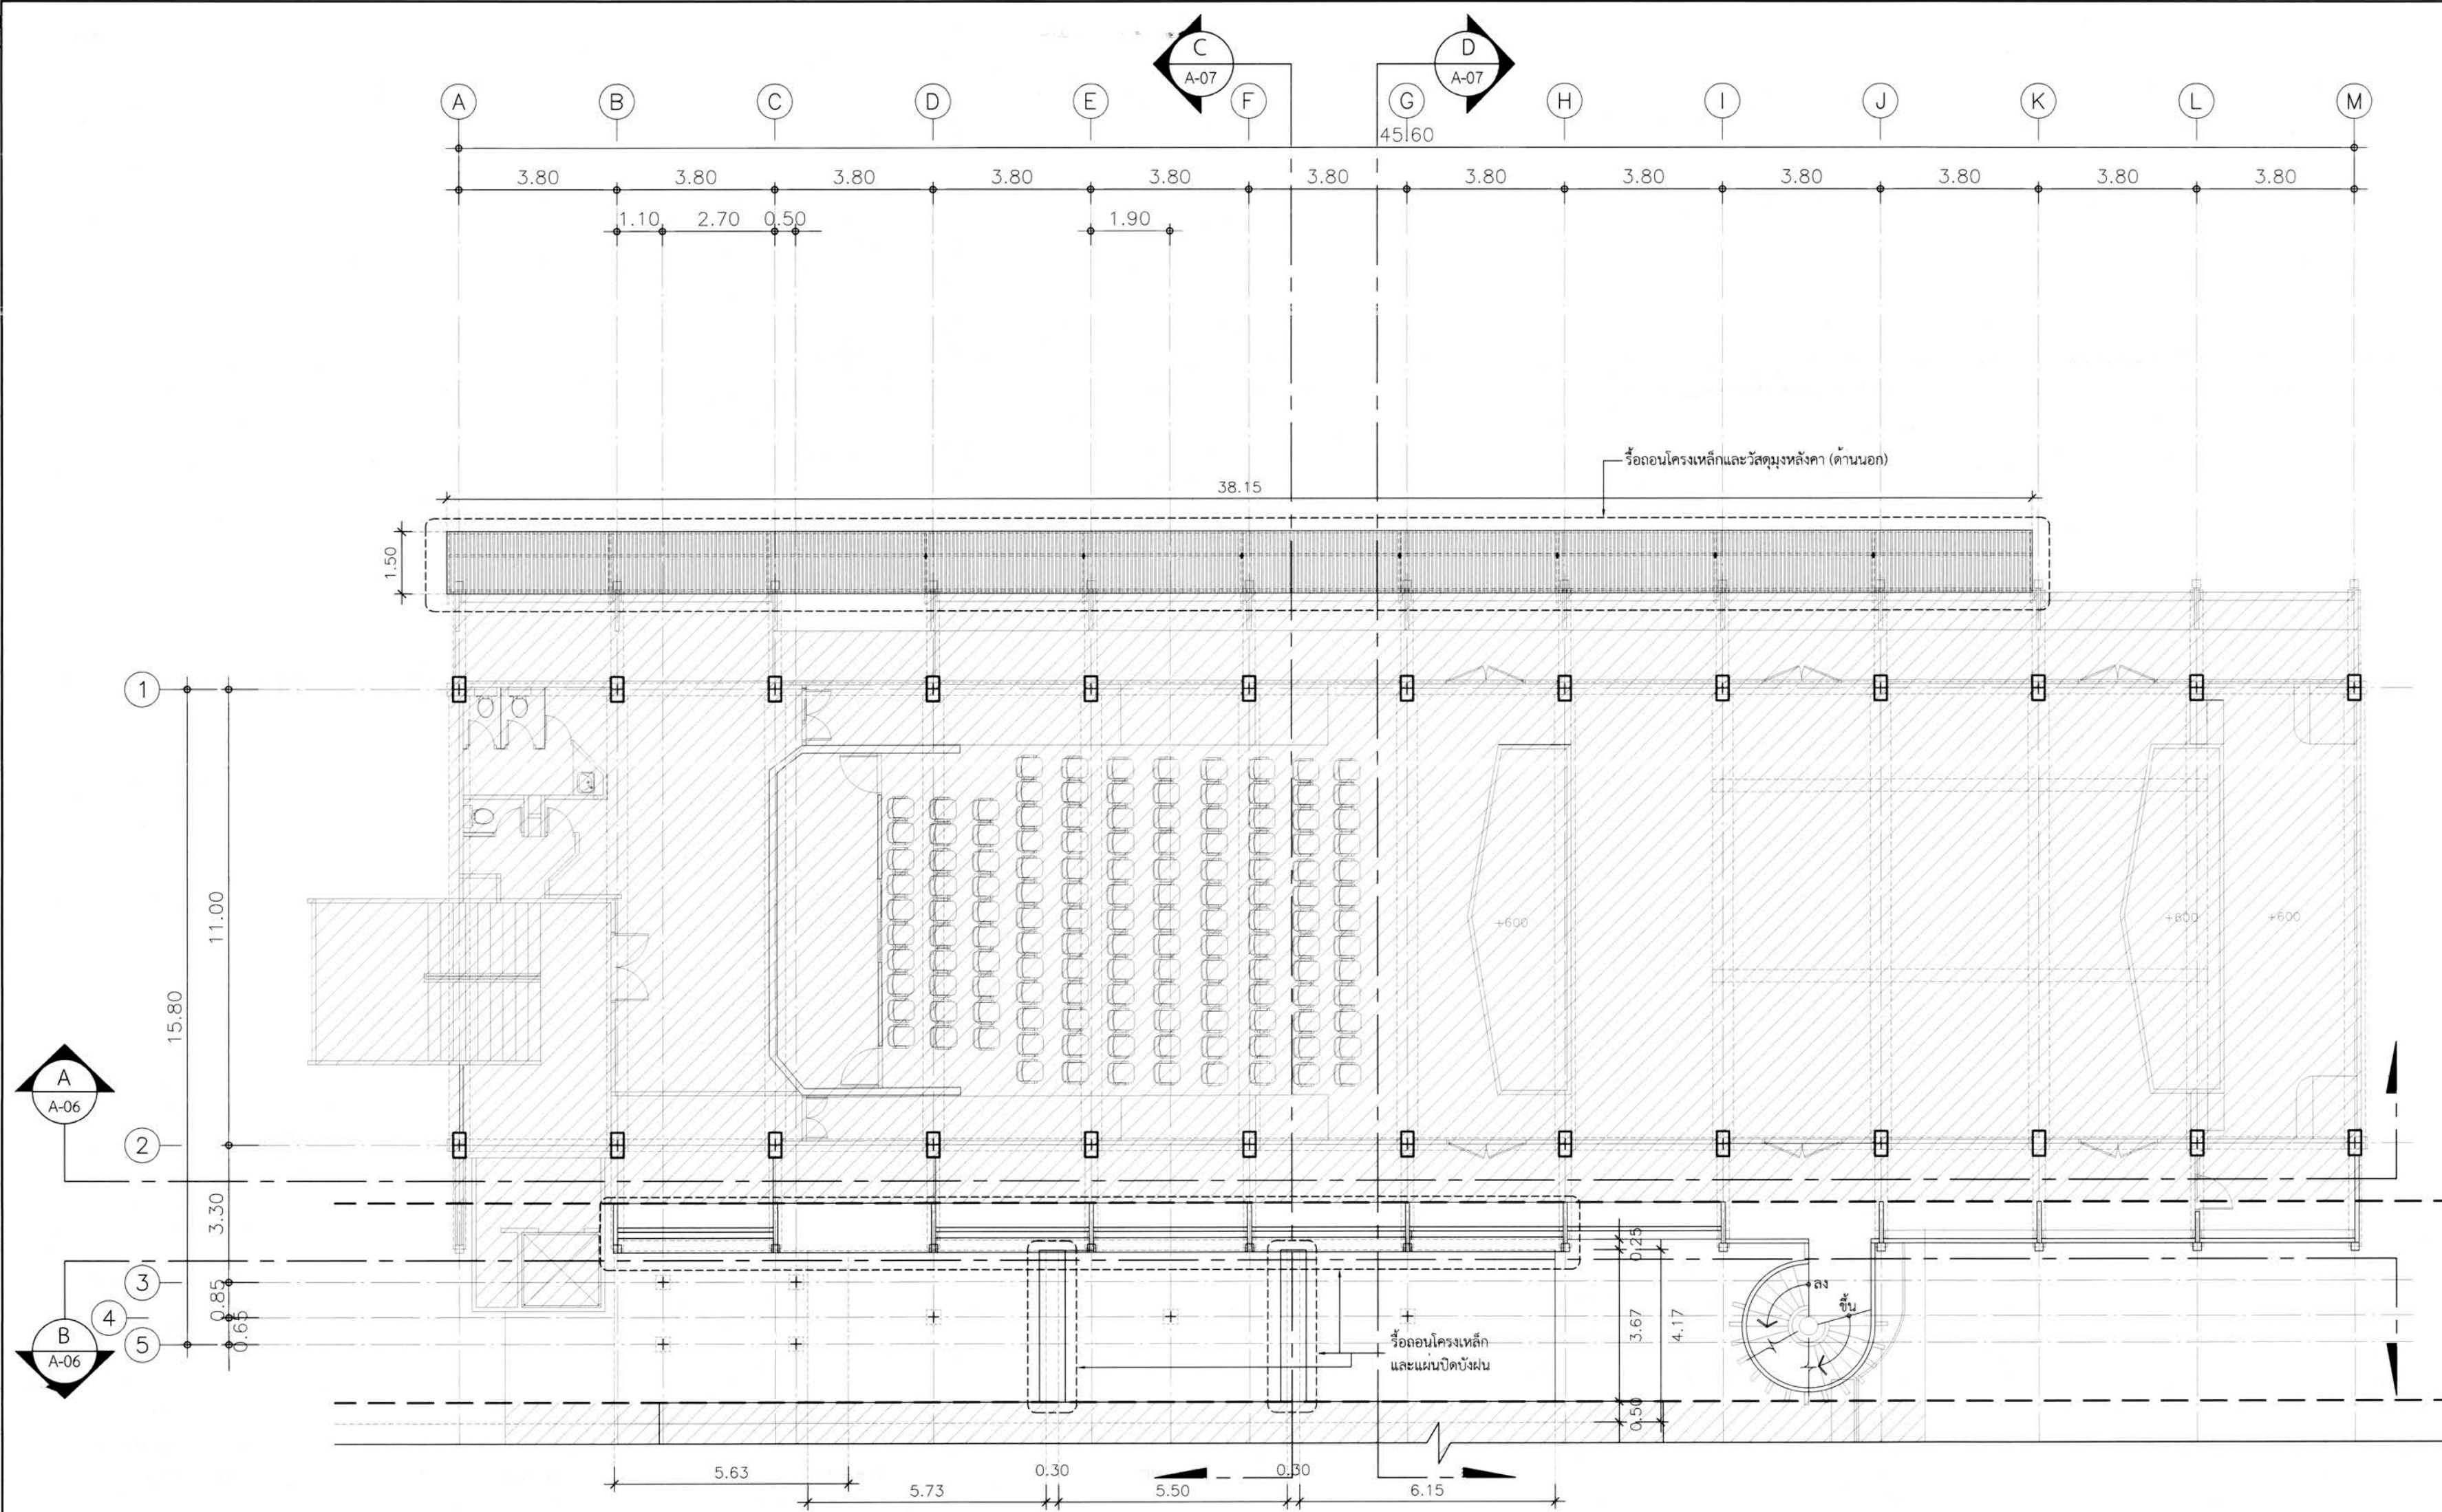 C
A-07
D
A-07
A
B
C
D
E
F
G
H
I
J
K
L
M
45.60
3.80
3.80
3.80
3.80
3.80
3.80
3.80
3.80
3.80
3.80
3.80
3.80
1.10
2.70
0.50
1.90
รื้อถอนโครงเหล็กและวัสดุมุงหลังคา (ด้านนอก)
38.15
1.50
1
11.00
+600
+600
+600
15.80
A
A-06
2
3.30
0.25
3
0.85
4
0.65
5
B
A-06
ลง
ขึ้น
3.67
4.17
รื้อถอนโครงเหล็ก
และแผ่นปิดบังฝน
0.50
5.63
0.30
0.30
5.73
5.50
6.15